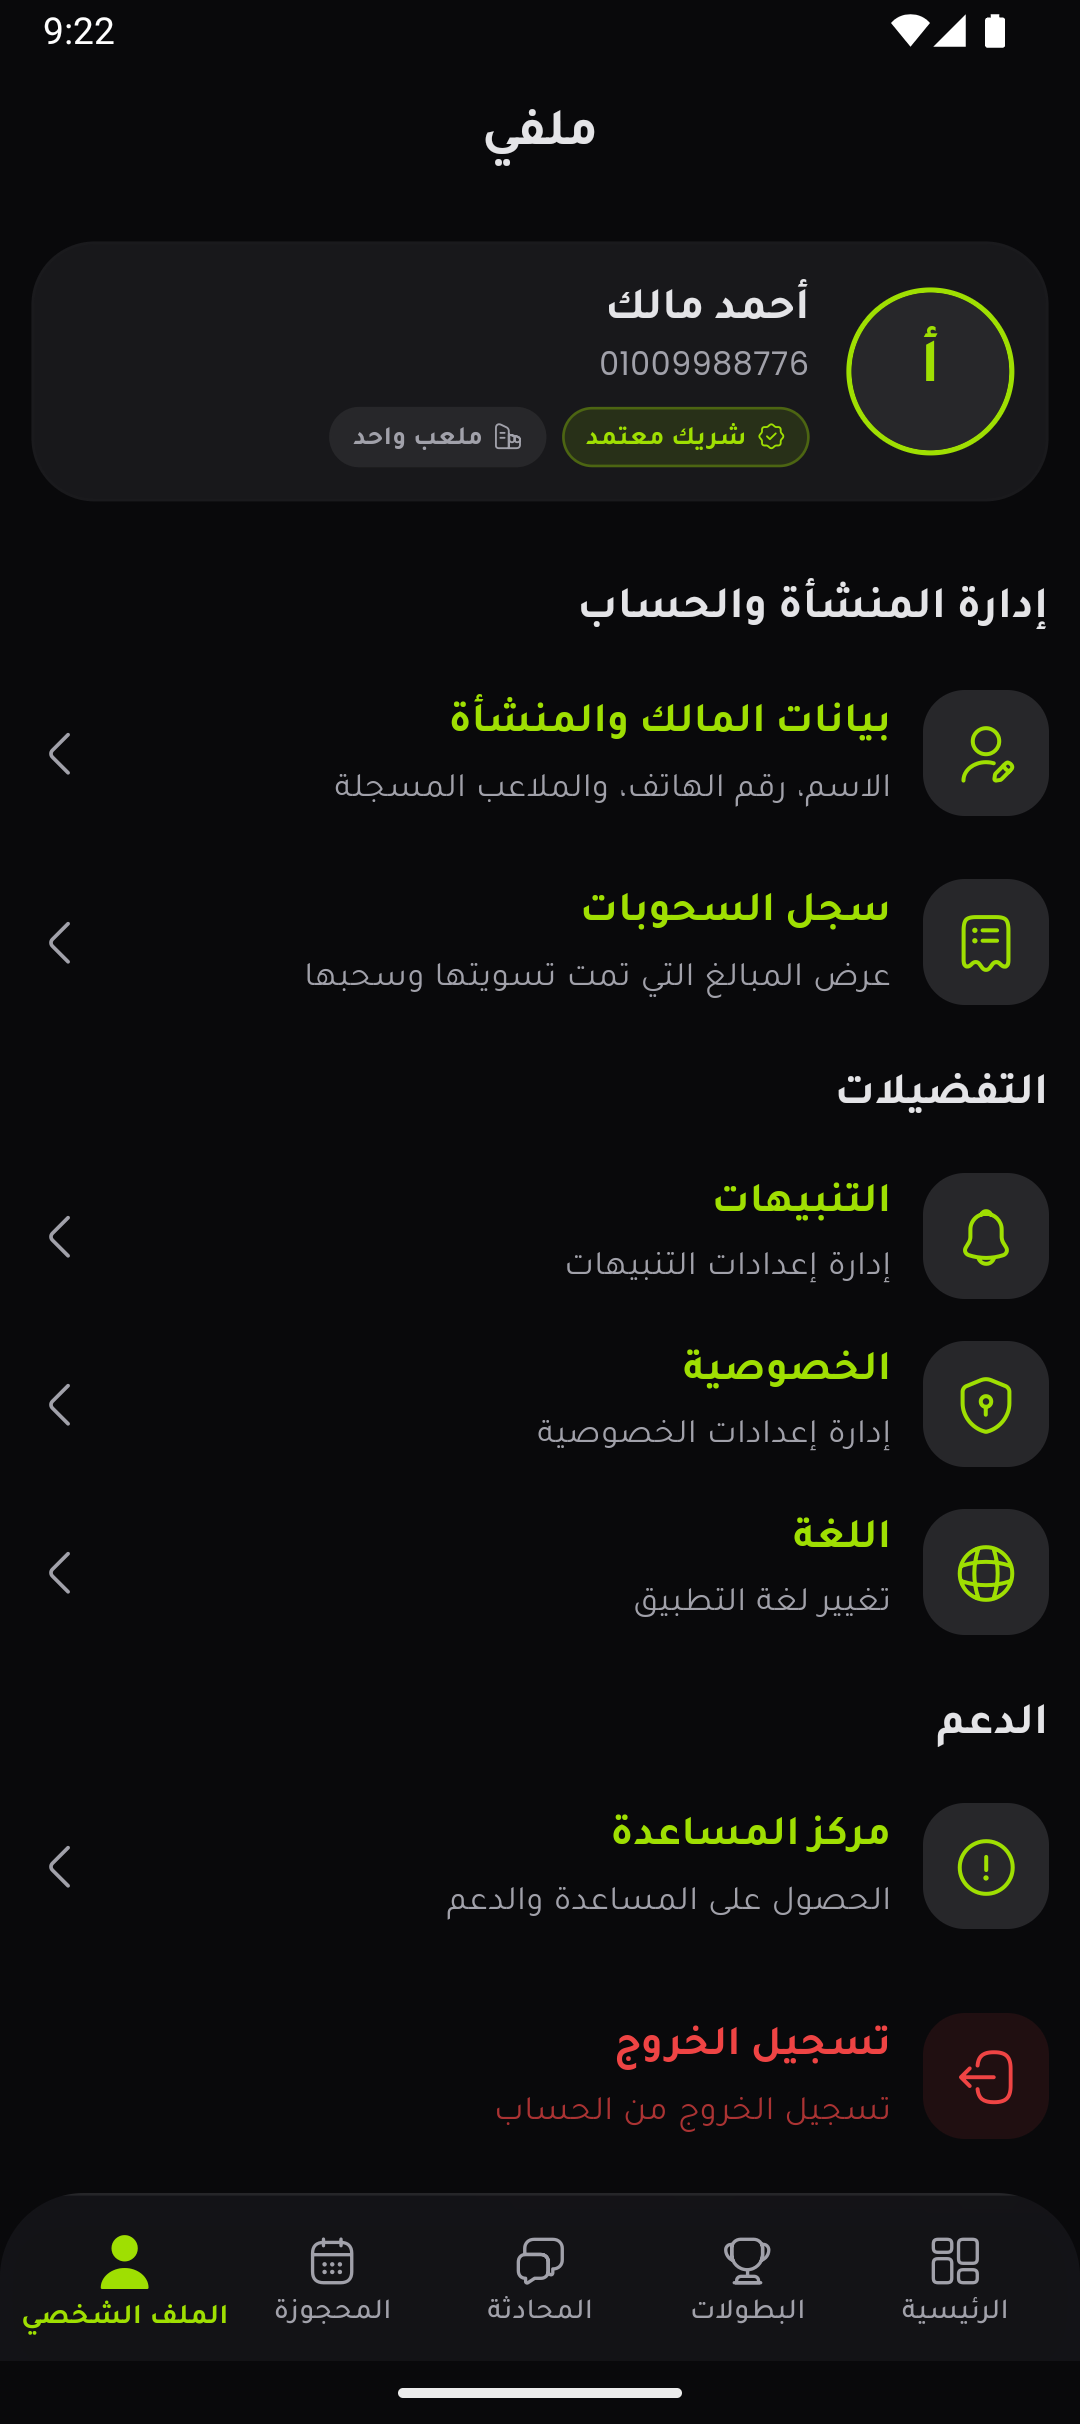 9:22
ملفي
أ
أحمد مالك
01009988776
شريك معتمد
ملعب واحد
إدارة المنشأة والحساب
بيانات المالك والمنشأة
الاسم، رقم الهاتف، والملاعب المسجلة
سجل السحوبات
عرض المبالغ التي تمت تسويتها وسحبها
التفضيلات
التنبيهات
إدارة إعدادات التنبيهات
الخصوصية
إدارة إعدادات الخصوصية
اللغة
تغيير لغة التطبيق
الدعم
مركز المساعدة
الحصول على المساعدة والدعم
تسجيل الخروج
تسجيل الخروج من الحساب
الرئيسية
البطولات
المحادثة
المحجوزة
الملف الشخصي